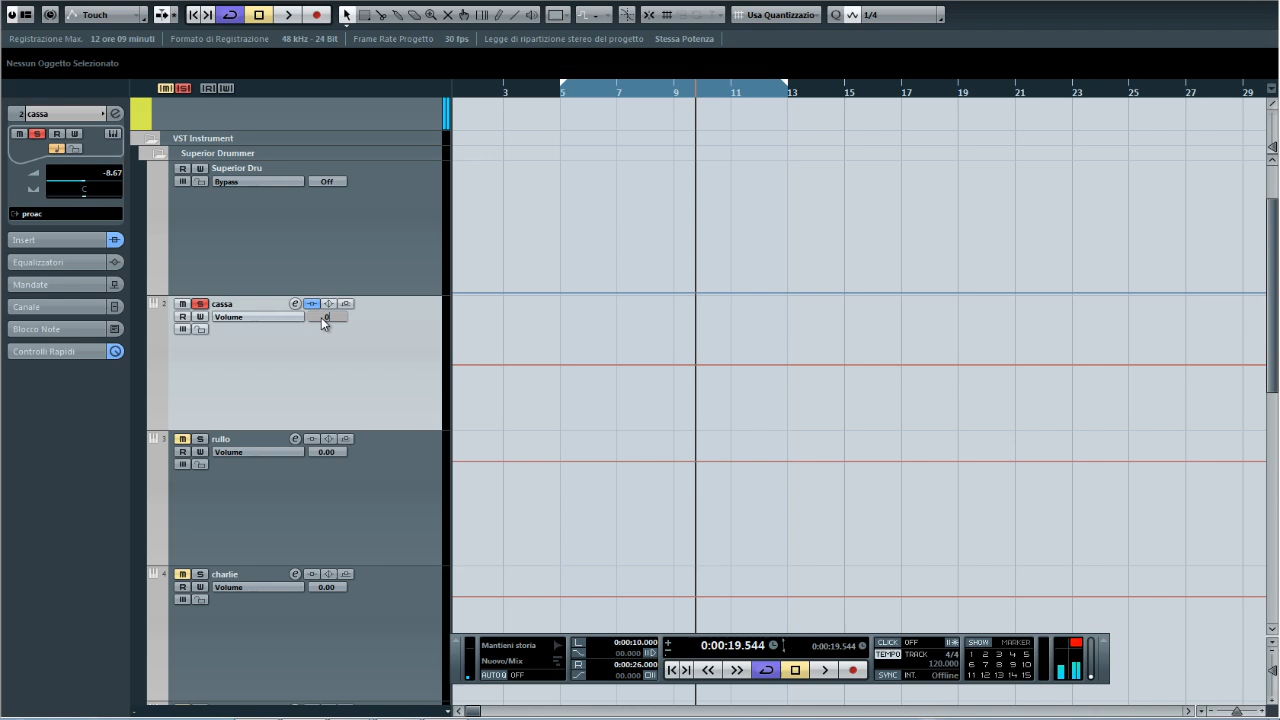 Touch
Usa Quantizzazio
Q
1/4
Registrazione Max. 12 ore 09 minuti Formato di Registrazione 48 kHz - 24 Bit Frame Rate Progetto 30 fps Legge di ripartizione stereo del progetto Stessa Potenza
Nessun Oggetto Selezionato
[M] [S] [R] [W]
3 5 7 9 11 13 15 17 19 21 23 25 27 29
2 cassa e
M S R W
-8.67
C
proac
Insert
Equalizzatori
Mandate
Canale
Blocco Note
Controlli Rapidi
VST Instrument
Superior Drummer
R W Superior Dru
Bypass Off
2 m S cassa e
R W Volume 0
3 m S rullo e
R W Volume 0.00
4 m S charlie e
R W Volume 0.00
Mantieni storia
Nuovo/Mix
AUTO Q OFF
L 0:00:10.000
00.000
R 0:00:26.000
00.000
0:00:19.544 0:00:19.544
CLICK OFF
TEMPO TRACK 4/4
120.000
SYNC INT. Offline
SHOW MARKER
1 2 3 4 5
6 7 8 9 10
11 12 13 14 15